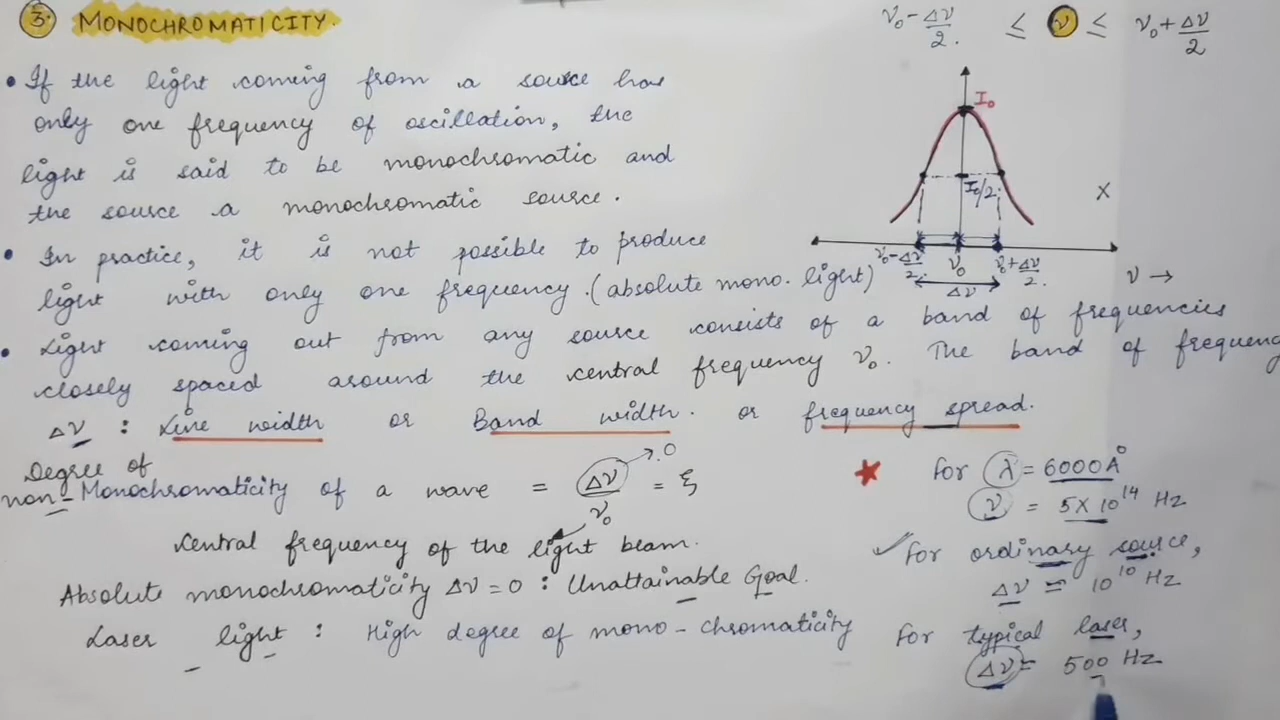 ③ MONOCHROMATICITY.
ν₀ - Δν/2. ≤ ν ≤ ν₀ + Δν/2
• If the light coming from a source has
only one frequency of oscillation, the
light is said to be monochromatic and
the source a monochromatic source.
I₀
I₀/2
X
ν₀ - Δν/2. ν₀ ν₀ + Δν/2. ν →
Δν
• In practice, it is not possible to produce
light with only one frequency. (absolute mono. light)
• Light coming out from any source consists of a band of frequencies
closely spaced around the central frequency ν₀. The band of frequenc
Δν : Line width or Band width. or frequency spread.
Degree of
non-Monochromaticity of a wave = Δν/ν₀ = ξ
→ 0
central frequency of the light beam.
Absolute monochromaticity Δν = 0 : Unattainable Goal.
Laser light : High degree of mono-chromaticity
★ for λ = 6000 A°
ν = 5 X 10¹⁴ Hz
✓ for ordinary source,
Δν = 10¹⁰ Hz
for typical laser,
Δν = 500 Hz